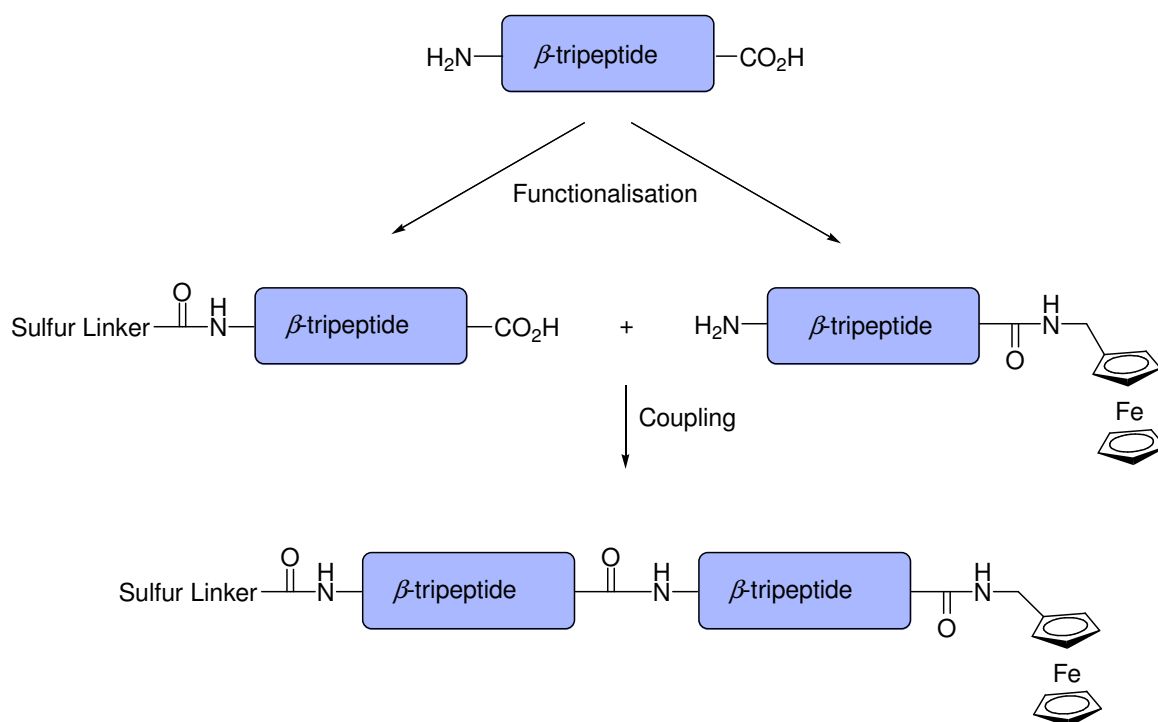 H₂N β-tripeptide CO₂H
Functionalisation
Sulfur Linker O H N β-tripeptide CO₂H + H₂N β-tripeptide O H N Fe
Coupling
Sulfur Linker O H N β-tripeptide O H N β-tripeptide O H N Fe